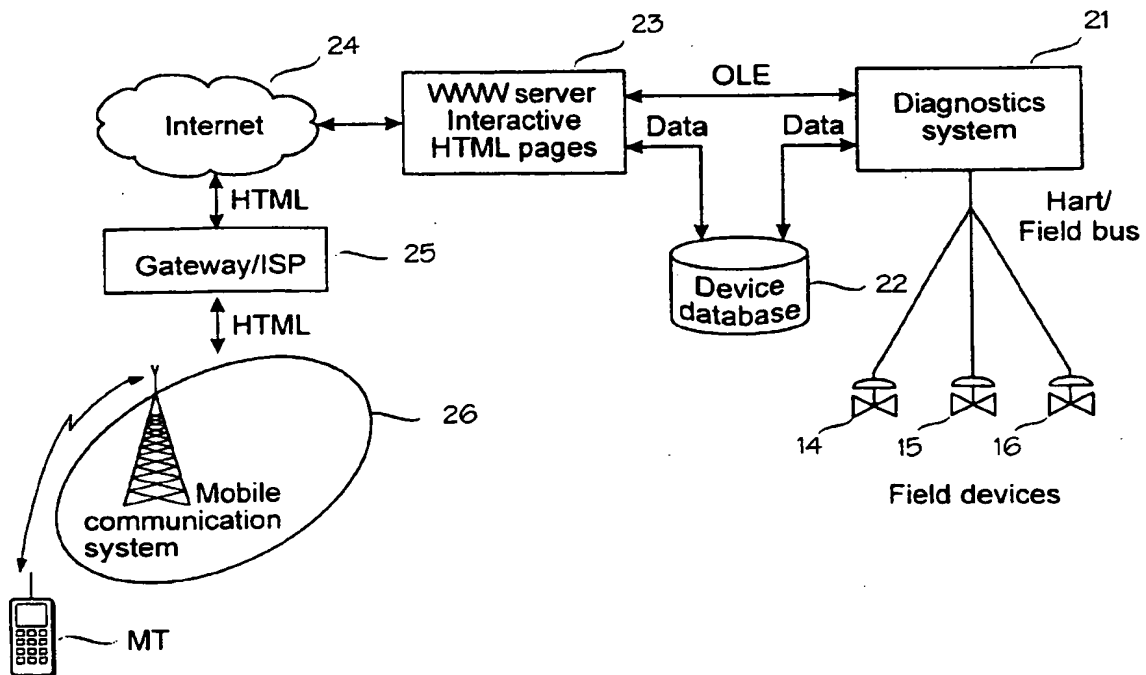 24
23
21
Internet
WWW server
Interactive
HTML pages
OLE
Data
Data
Diagnostics
system
HTML
Hart/
Field bus
Gateway/ISP
25
Device
database
22
HTML
26
14
15
16
Field devices
Mobile
communication
system
MT